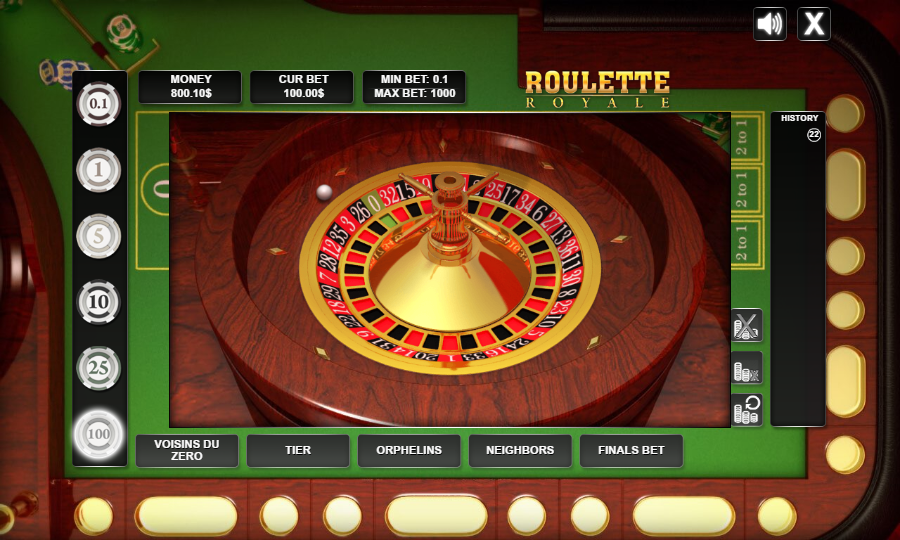 MONEY
800.10$
CUR BET
100.00$
MIN BET: 0.1
MAX BET: 1000
ROULETTE
ROYALE
X
HISTORY
22
0.1
1
5
10
25
100
0
2 to 1
2 to 1
2 to 1
VOISINS DU
ZERO
TIER
ORPHELINS
NEIGHBORS
FINALS BET